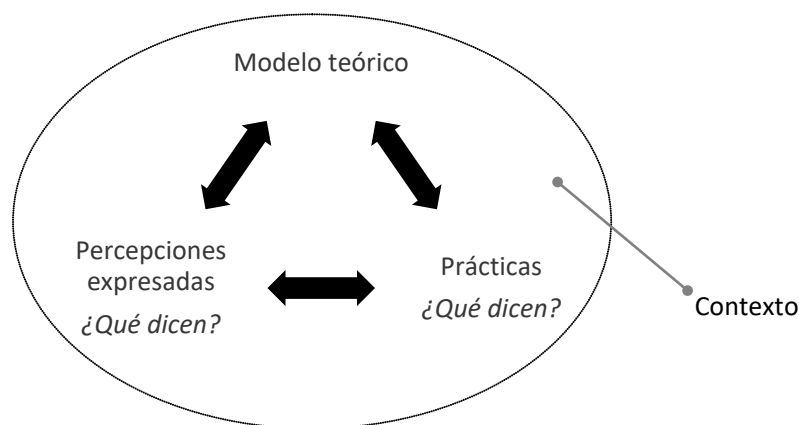 Modelo teórico
Percepciones
expresadas
¿Qué dicen?
Prácticas
¿Qué dicen?
Contexto